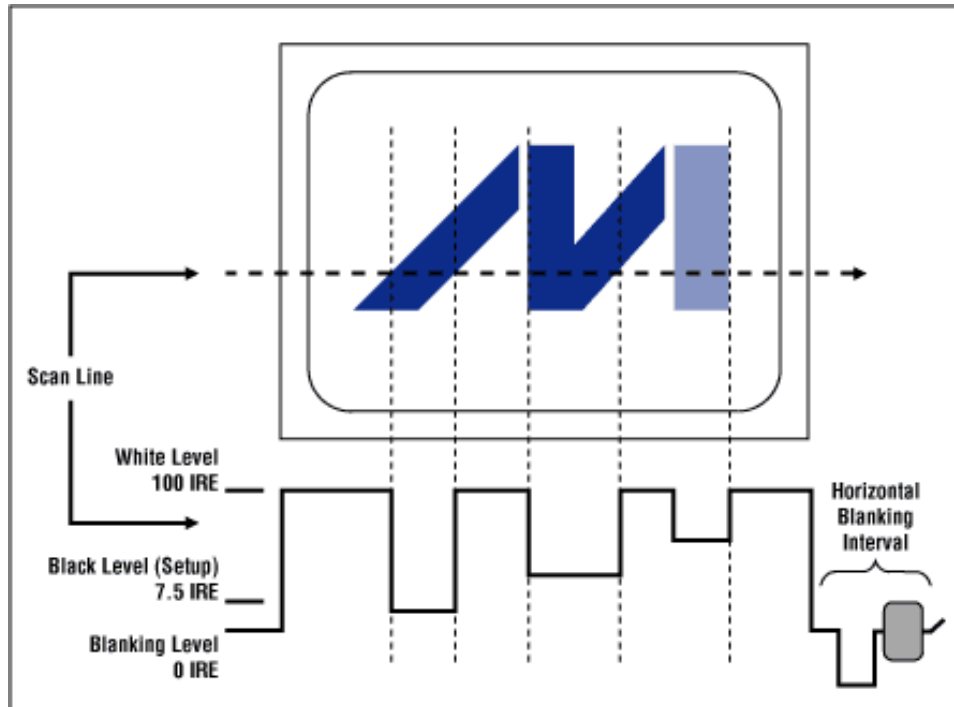 Scan Line
White Level
100 IRE
Black Level (Setup)
7.5 IRE
Blanking Level
0 IRE
Horizontal
Blanking
Interval